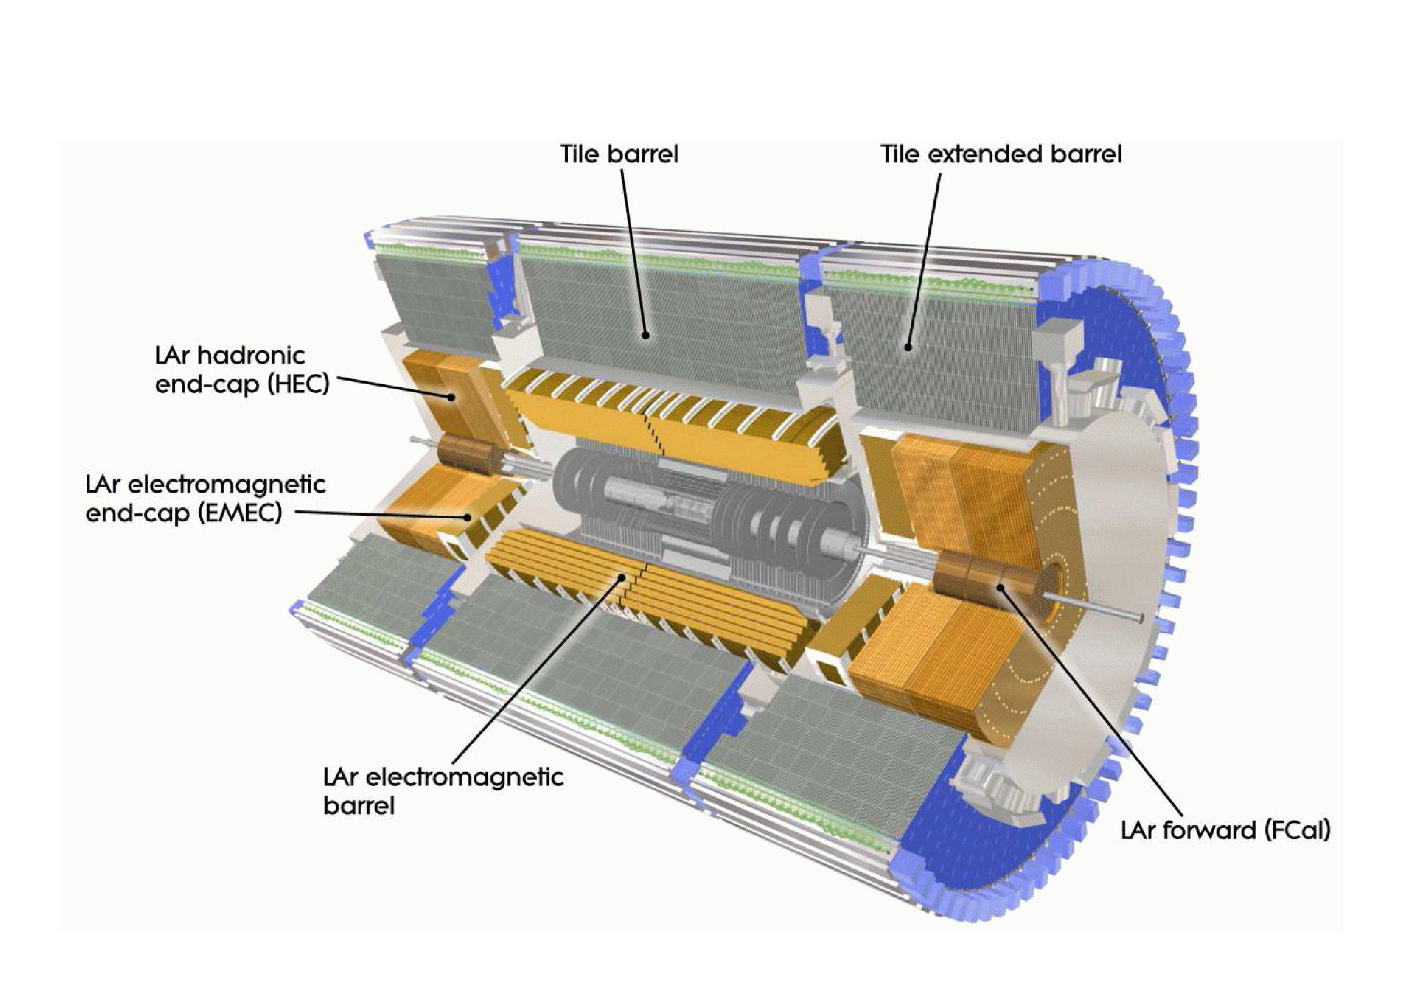 Tile barrel
Tile extended barrel
LAr hadronic
end-cap (HEC)
LAr electromagnetic
end-cap (EMEC)
LAr electromagnetic
barrel
LAr forward (FCal)